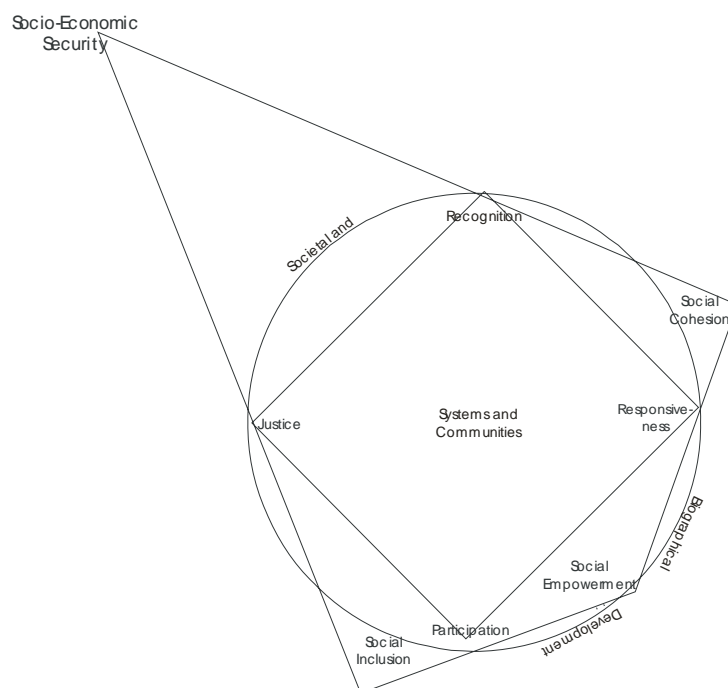 Socio-Economic
Security
Recognition
Societal and
Social
Cohesion
Justice
Systems and
Communities
Responsive-
ness
Biographical
Social
Empowerment
Development
Participation
Social
Inclusion